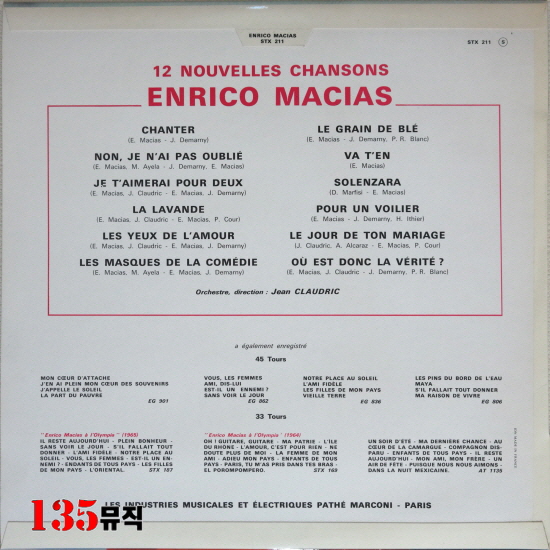 ENRICO MACIAS
STX 211
STX 211 S
12 NOUVELLES CHANSONS
ENRICO MACIAS
CHANTER
(E. Macias - J. Demarny)
NON, JE N'AI PAS OUBLIÉ
(E. Macias, M. Ayela - J. Demarny, E. Macias)
JE T'AIMERAI POUR DEUX
(E. Macias, J. Claudric - E. Macias, J. Demarny)
LA LAVANDE
(E. Macias, J. Claudric - E. Macias, P. Cour)
LES YEUX DE L'AMOUR
(E. Macias, J. Claudric - E. Macias, J. Demarny)
LES MASQUES DE LA COMÉDIE
(E. Macias, M. Ayela - E. Macias, J. Demarny)
LE GRAIN DE BLÉ
(E. Macias - J. Demarny, P.R. Blanc)
VA T'EN
(E. Macias)
SOLENZARA
(D. Marfisi - E. Macias)
POUR UN VOILIER
(E. Macias - J. Demarny, H. Ithier)
LE JOUR DE TON MARIAGE
(J. Claudric, A. Alcaraz - E. Macias, P. Cour)
OÙ EST DONC LA VÉRITÉ ?
(E. Macias, J. Claudric - J. Demarny, P.R. Blanc)
Orchestre, direction : Jean CLAUDRIC
a également enregistré
45 Tours
MON CŒUR D'ATTACHE
J'EN AI PLEIN MON CŒUR DES SOUVENIRS
J'APPELLE LE SOLEIL
LA PART DU PAUVRE
EG 901
VOUS, LES FEMMES
AMI, DIS-LUI
EST-IL UN ENNEMI ?
SANS VOIR LE JOUR
EG 862
NOTRE PLACE AU SOLEIL
L'AMI FIDÈLE
LES FILLES DE MON PAYS
VIEILLE TERRE
EG 836
LES PINS DU BORD DE L'EAU
MAYA
S'IL FALLAIT TOUT DONNER
MA RAISON DE VIVRE
EG 806
33 Tours
"Enrico Macias à l'Olympia" (1965)
IL RESTE AUJOURD'HUI - PLEIN BONHEUR -
SANS VOIR LE JOUR - S'IL FALLAIT TOUT
DONNER - L'AMI FIDÈLE - NOTRE PLACE AU
SOLEIL - VOUS, LES FEMMES - EST-IL UN EN-
NEMI ? - ENFANTS DE TOUS PAYS - LES FILLES
DE MON PAYS - L'ORIENTAL. STX 187
"Enrico Macias à l'Olympia" (1964)
OH ! GUITARE, GUITARE - MA PATRIE - L'ÎLE
DU RHÔNE - L'AMOUR, C'EST POUR RIEN - NE
DOUTE PLUS DE MOI - LA FEMME DE MON
AMI - ADIEU MON PAYS - ENFANTS DE TOUS
PAYS - PARIS, TU M'AS PRIS DANS TES BRAS -
EL POROMPOMPERO. STX 169
UN SOIR D'ÉTÉ - MA DERNIÈRE CHANCE - AU
CŒUR DE LA CAMARGUE - COMPAGNON DIS-
PARU - ENFANTS DE TOUS PAYS - IL RESTE
AUJOURD'HUI - MON AMI, MON FRÈRE - UN
AIR DE FÊTE - PUISQUE NOUS NOUS AIMONS -
DANS LA NUIT MEXICAINE. AT 1135
LES INDUSTRIES MUSICALES ET ÉLECTRIQUES PATHÉ MARCONI - PARIS
135뮤직